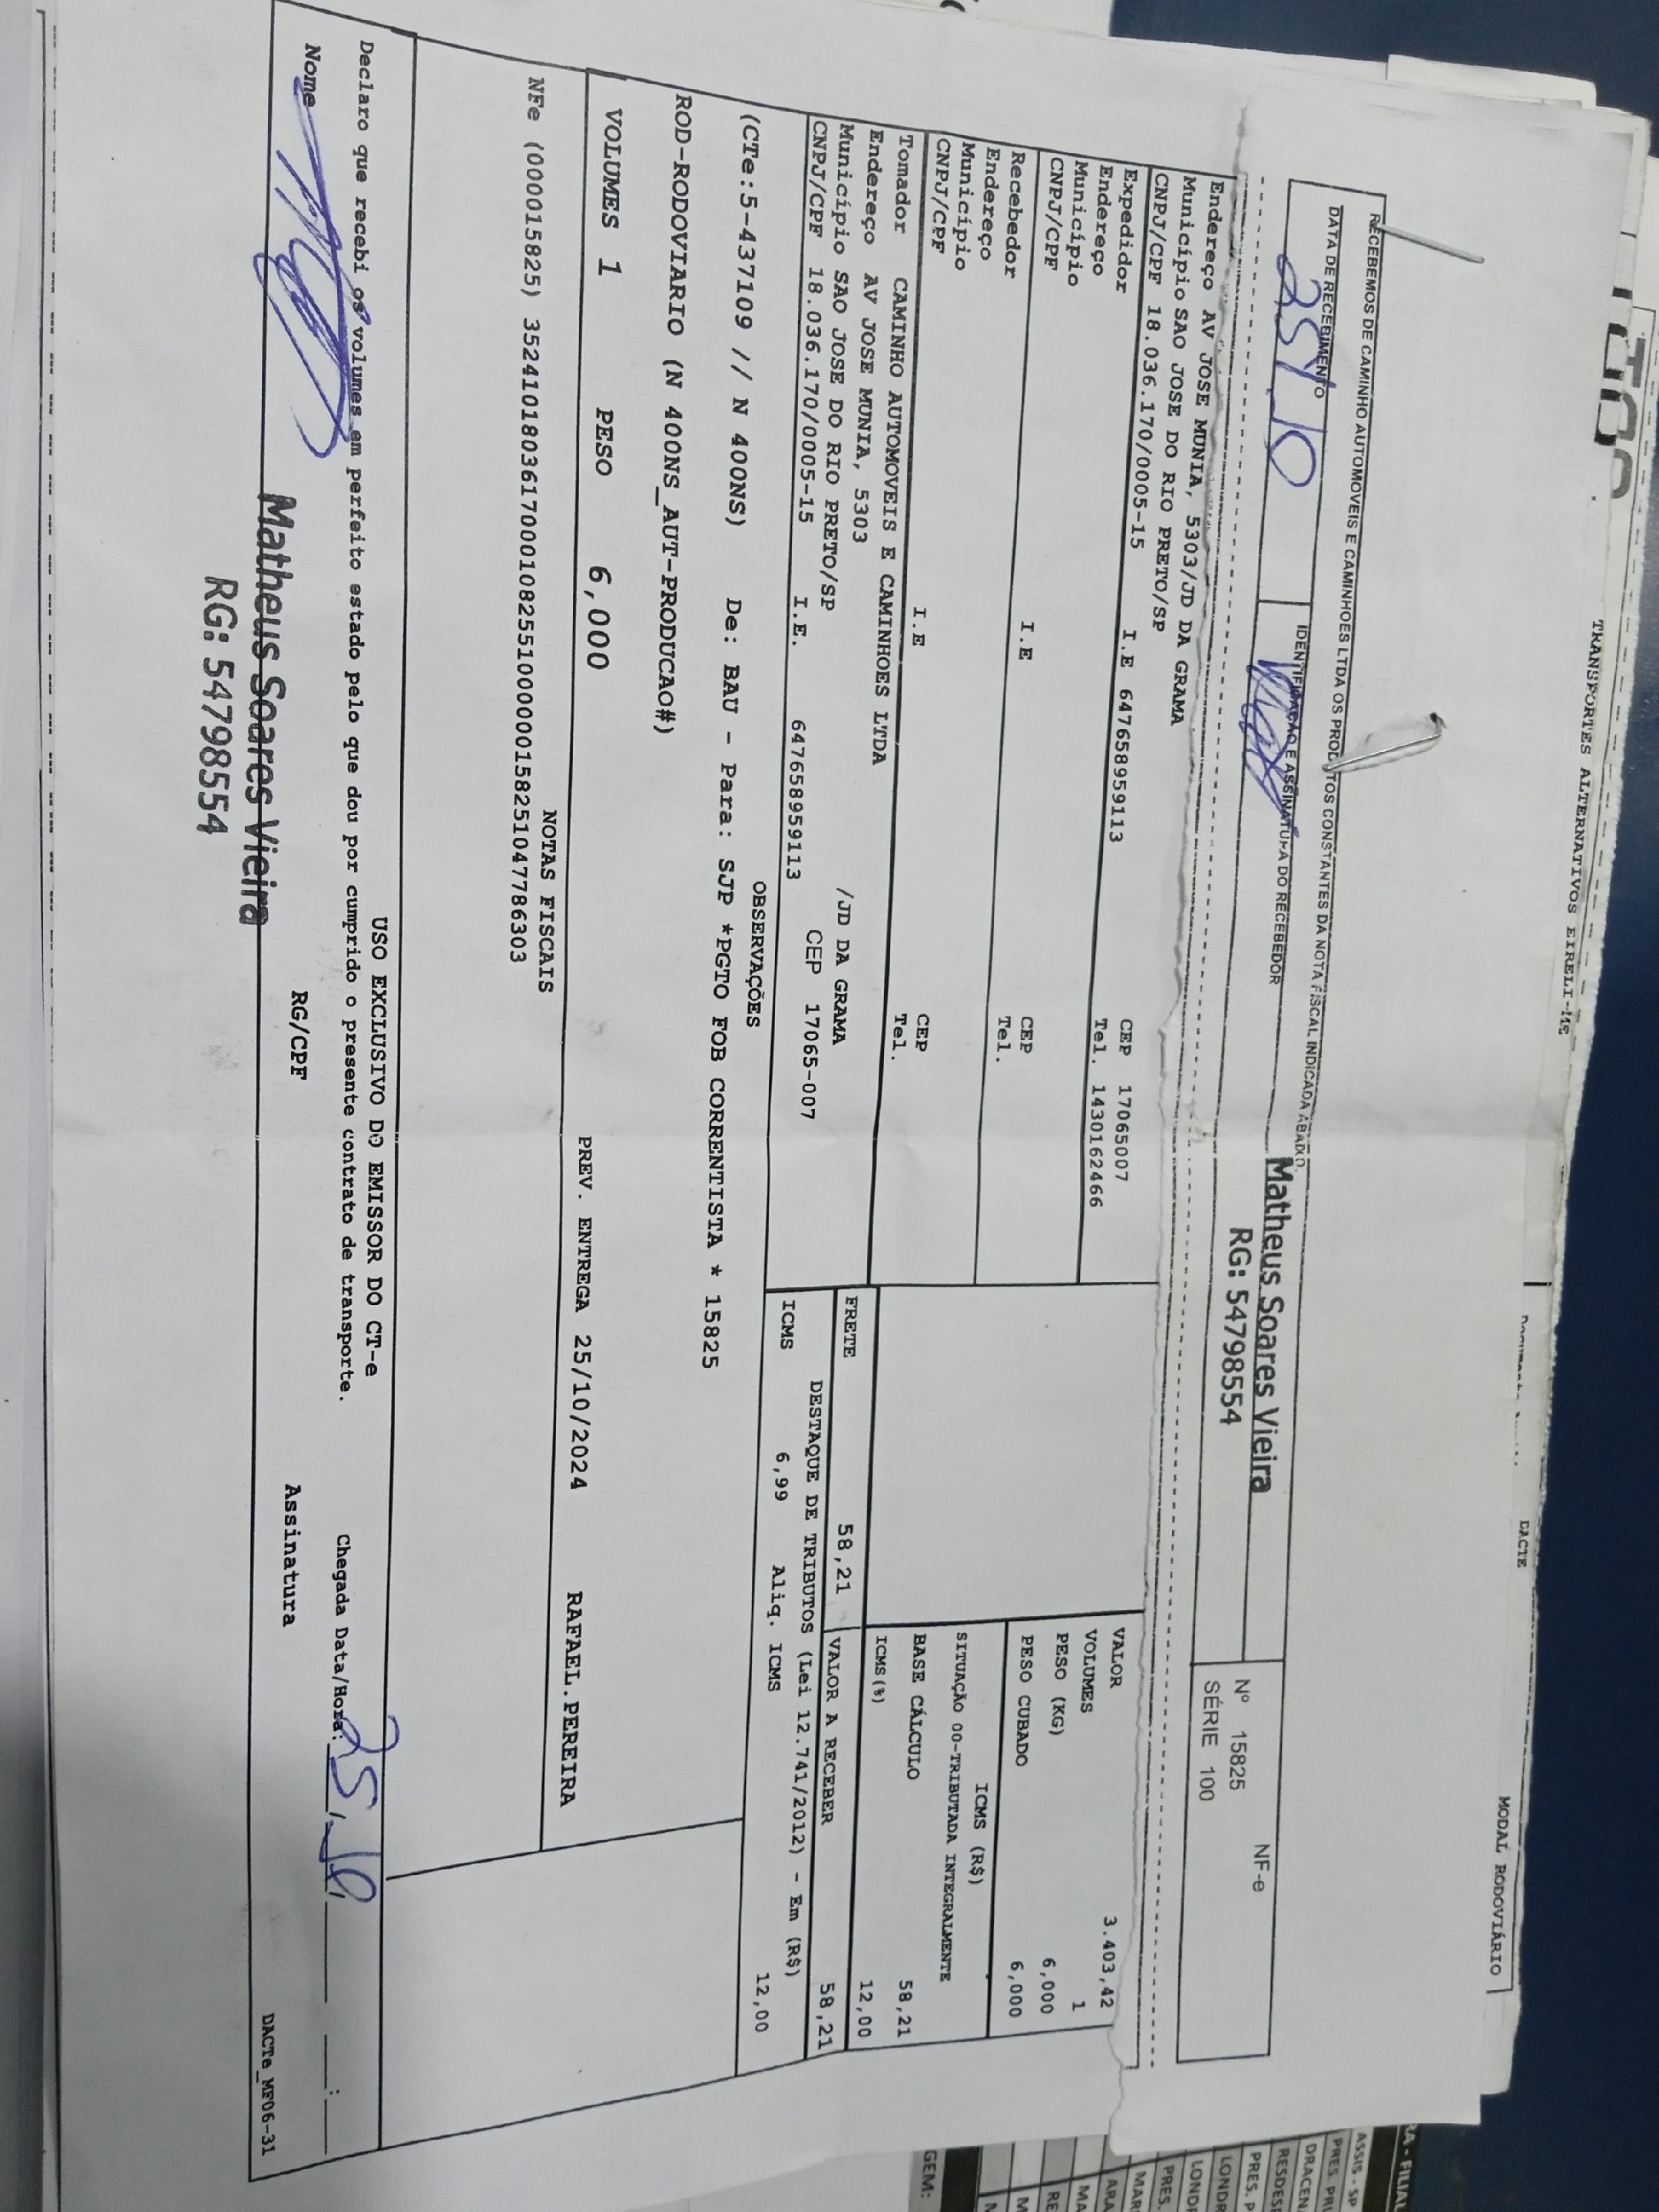 TRANSPORTES ALTERNATIVOS EIRELI-ME
DACTE
MODAL RODOVIÁRIO
RECEBEMOS DE CAMINHO AUTOMOVEIS E CAMINHOES LTDA OS PRODUTOS CONSTANTES DA NOTA FISCAL INDICADA ABAIXO.
DATA DE RECEBIMENTO
IDENTIFICAÇÃO E ASSINATURA DO RECEBEDOR
25/10
Matheus Soares Vieira
RG: 54798554
NF-e
Nº 15825
SÉRIE 100
Endereço AV JOSE MUNIA, 5303/JD DA GRAMA
Município SAO JOSE DO RIO PRETO/SP
CNPJ/CPF 18.036.170/0005-15 I.E 647658959113
CEP 17065007
Tel. 1430162466
Expedidor
Endereço
Município
CNPJ/CPF I.E
CEP
Tel.
Recebedor
Endereço
Município
CNPJ/CPF I.E
CEP
Tel.
VALOR 3.403,42
VOLUMES 1
PESO (KG) 6,000
PESO CUBADO 6,000
ICMS (R$)
SITUAÇÃO 00-TRIBUTADA INTEGRALMENTE
BASE CÁLCULO 58,21
ICMS(%) 12,00
Tomador CAMINHO AUTOMOVEIS E CAMINHOES LTDA
Endereço AV JOSE MUNIA, 5303 /JD DA GRAMA
Município SAO JOSE DO RIO PRETO/SP CEP 17065-007
CNPJ/CPF 18.036.170/0005-15 I.E. 647658959113
FRETE 58,21 VALOR A RECEBER 58,21
DESTAQUE DE TRIBUTOS (Lei 12.741/2012) - Em (R$)
ICMS 6,99 Aliq. ICMS 12,00
OBSERVAÇÕES
(CTe:5-437109 // N 400NS) De: BAU - Para: SJP *PGTO FOB CORRENTISTA * 15825
ROD-RODOVIARIO (N 400NS_AUT-PRODUCAO#)
VOLUMES 1 PESO 6,000 PREV. ENTREGA 25/10/2024 RAFAEL.PEREIRA
NOTAS FISCAIS
NFe (000015825) 35241018036170001082551000000158251047786303
USO EXCLUSIVO DO EMISSOR DO CT-e
Declaro que recebi os volumes em perfeito estado pelo que dou por cumprido o presente contrato de transporte. Chegada Data/Hora: 25/10/ :
Nome RG/CPF Assinatura
Matheus Soares Vieira
RG: 54798554
DACTe_MF06-31
GEM:
ASSIS - SP